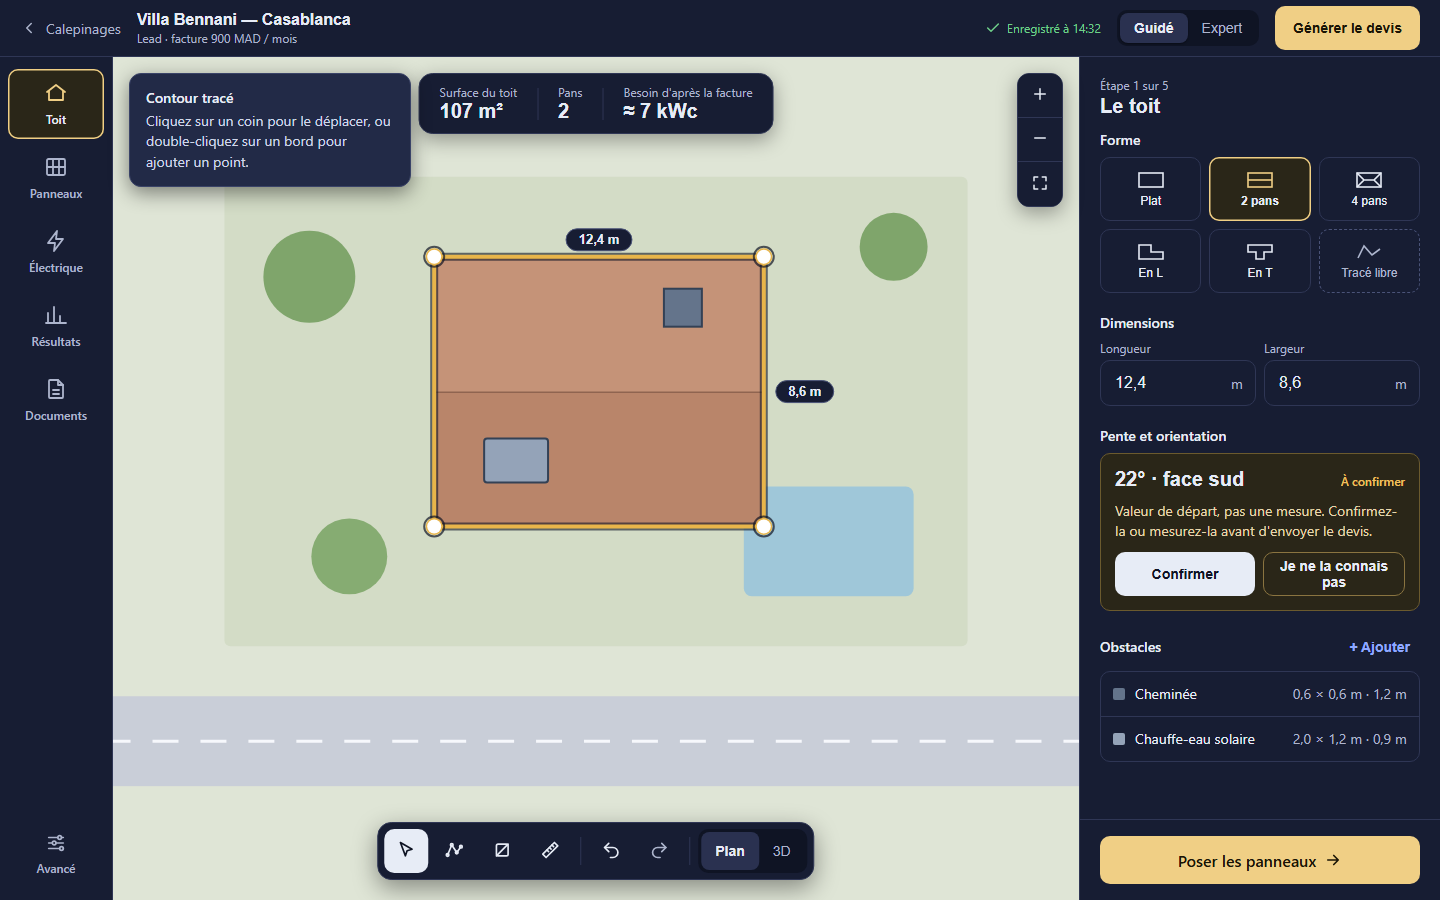 Calepinages
Villa Bennani — Casablanca
Lead · facture 900 MAD / mois
Enregistré à 14:32
Guidé
Expert
Générer le devis
Toit
Panneaux
Électrique
Résultats
Documents
Avancé
Contour tracé
Cliquez sur un coin pour le déplacer, ou
double-cliquez sur un bord pour
ajouter un point.
Surface du toit
107 m²
Pans
2
Besoin d'après la facture
≈ 7 kWc
12,4 m
8,6 m
Plan
3D
Étape 1 sur 5
Le toit
Forme
Plat
2 pans
4 pans
En L
En T
Tracé libre
Dimensions
Longueur
Largeur
12,4 m
8,6 m
Pente et orientation
22° · face sud
À confirmer
Valeur de départ, pas une mesure. Confirmez-
la ou mesurez-la avant d'envoyer le devis.
Confirmer
Je ne la connais
pas
Obstacles
+ Ajouter
Cheminée
0,6 × 0,6 m · 1,2 m
Chauffe-eau solaire
2,0 × 1,2 m · 0,9 m
Poser les panneaux →